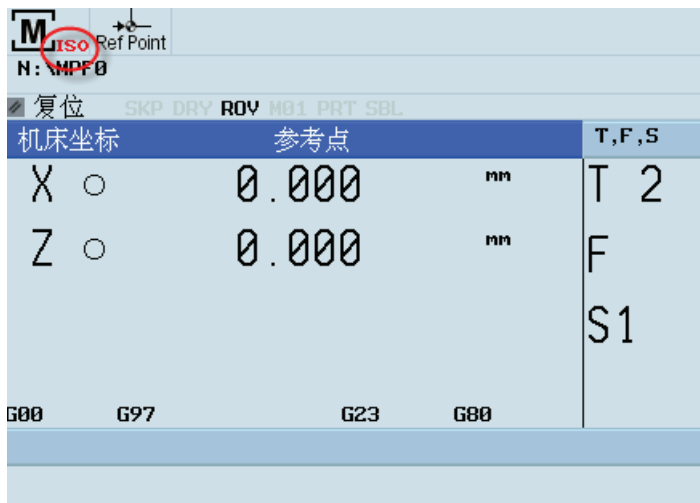 M ISO Ref Point
N:\MPF0
复位 SKP DRY ROV M01 PRT SBL
机床坐标 参考点 T,F,S
X 0.000 mm T 2
Z 0.000 mm F
S1
G00 G97 G23 G80